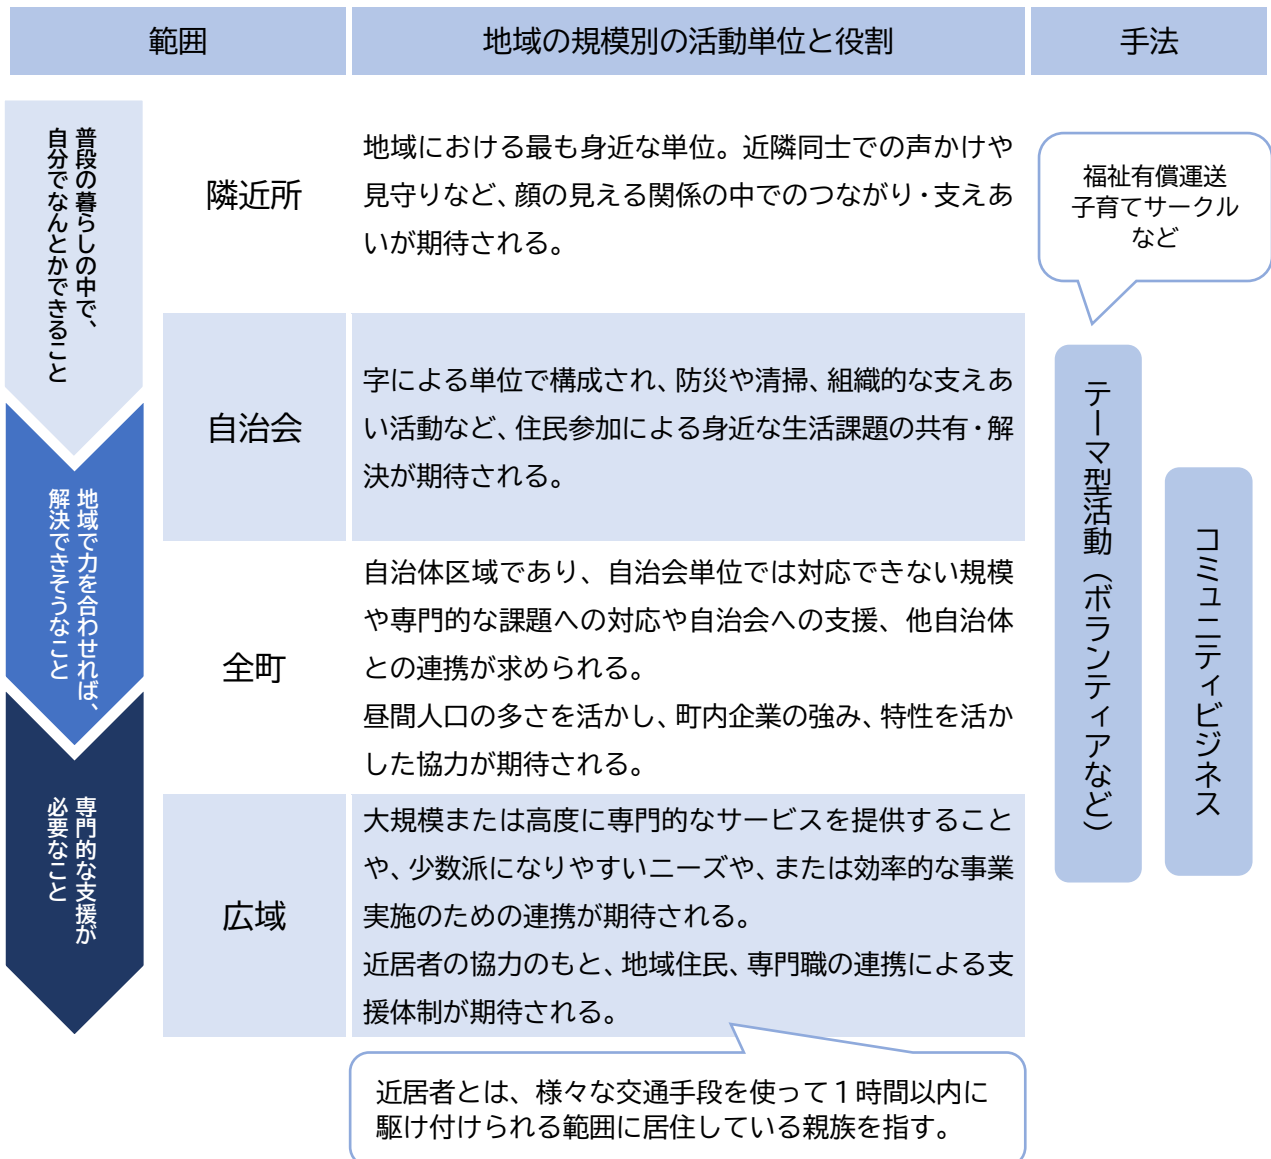 範囲
地域の規模別の活動単位と役割
手法
普段の暮らしの中で、
自分でなんとかできること
地域で力を合わせれば、
解決できそうなこと
専門的な支援が
必要なこと
隣近所
地域における最も身近な単位。近隣同士での声かけや
見守りなど、顔の見える関係の中でのつながり・支えあ
いが期待される。
自治会
字による単位で構成され、防災や清掃、組織的な支えあ
い活動など、住民参加による身近な生活課題の共有・解
決が期待される。
全町
自治体区域であり、自治会単位では対応できない規模
や専門的な課題への対応や自治会への支援、他自治体
との連携が求められる。
昼間人口の多さを活かし、町内企業の強み、特性を活か
した協力が期待される。
広域
大規模または高度に専門的なサービスを提供すること
や、少数派になりやすいニーズや、または効率的な事業
実施のための連携が期待される。
近居者の協力のもと、地域住民、専門職の連携による支
援体制が期待される。
近居者とは、様々な交通手段を使って１時間以内に
駆け付けられる範囲に居住している親族を指す。
福祉有償運送
子育てサークル
など
テーマ型活動（ボランティアなど）
コミュニティビジネス